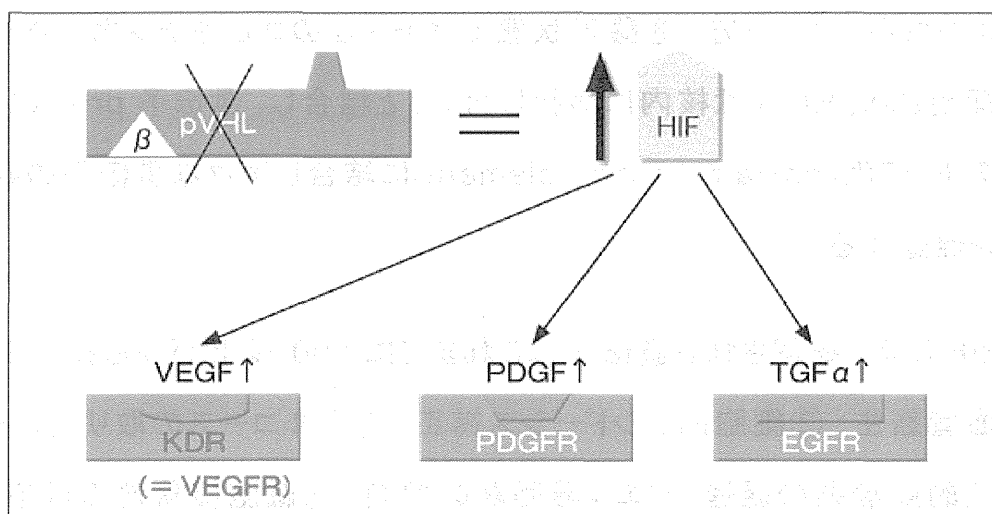 β pVHL = HIF
VEGF↑ PDGF↑ TGFα↑
KDR PDGFR EGFR
(= VEGFR)